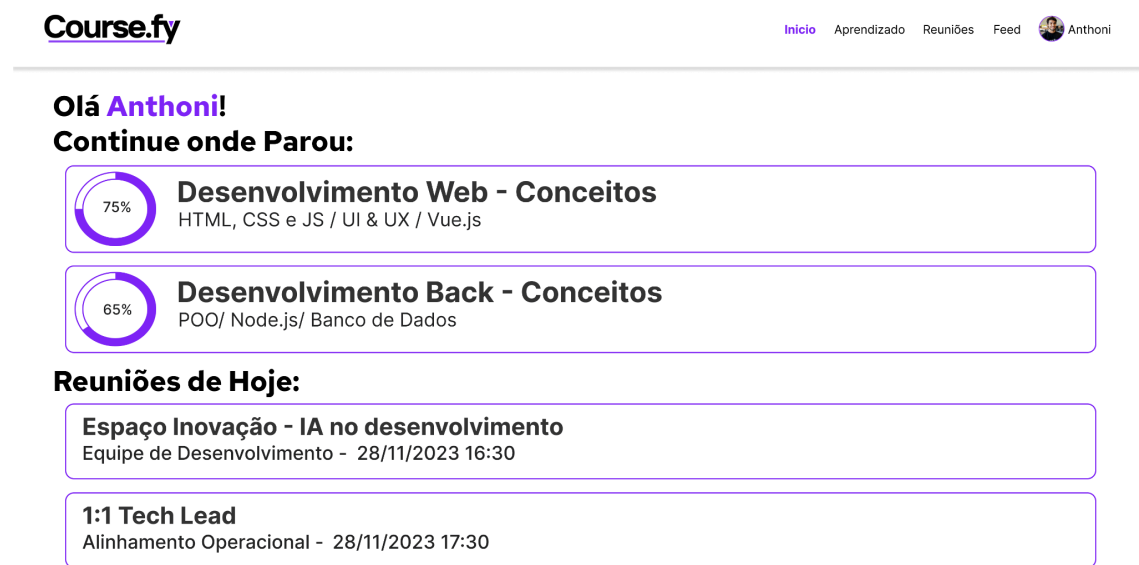 Course.fy
Inicio Aprendizado Reuniões Feed Anthoni
Olá Anthoni!
Continue onde Parou:
75%
Desenvolvimento Web - Conceitos
HTML, CSS e JS / UI & UX / Vue.js
65%
Desenvolvimento Back - Conceitos
POO/ Node.js/ Banco de Dados
Reuniões de Hoje:
Espaço Inovação - IA no desenvolvimento
Equipe de Desenvolvimento - 28/11/2023 16:30
1:1 Tech Lead
Alinhamento Operacional - 28/11/2023 17:30